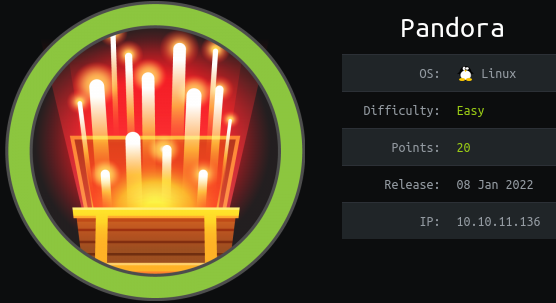 Pandora
OS: Linux
Difficulty: Easy
Points: 20
Release: 08 Jan 2022
IP: 10.10.11.136